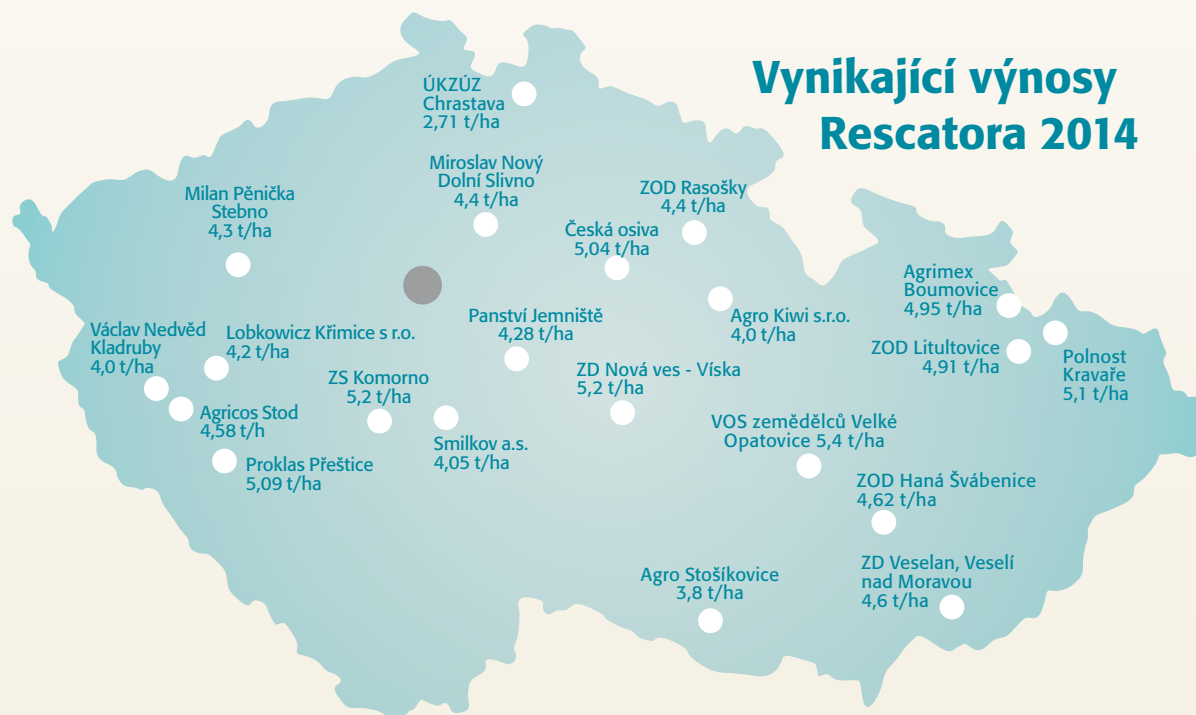 Vynikající výnosy
Rescatora 2014
ÚKZÚZ
Chrastava
2,71 t/ha
Miroslav Nový
Dolní Slivno
4,4 t/ha
Milan Pěnička
Stebno
4,3 t/ha
ZOD Rasošky
4,4 t/ha
Česká osiva
5,04 t/ha
Agrimex
Boumovice
4,95 t/ha
Panství Jemniště
4,28 t/ha
Agro Kiwi s.r.o.
4,0 t/ha
Václav Nedvěd
Kladruby
4,0 t/ha
Lobkowicz Křimice s r.o.
4,2 t/ha
ZOD Litultovice
4,91 t/ha
Polnost
Kravaře
5,1 t/ha
ZS Komorno
5,2 t/ha
ZD Nová ves - Víska
5,2 t/ha
Agricos Stod
4,58 t/h
Smilkov a.s.
4,05 t/ha
VOS zemědělců Velké
Opatovice 5,4 t/ha
Proklas Přeštice
5,09 t/ha
ZOD Haná Švábenice
4,62 t/ha
Agro Stošíkovice
3,8 t/ha
ZD Veselan, Veselí
nad Moravou
4,6 t/ha